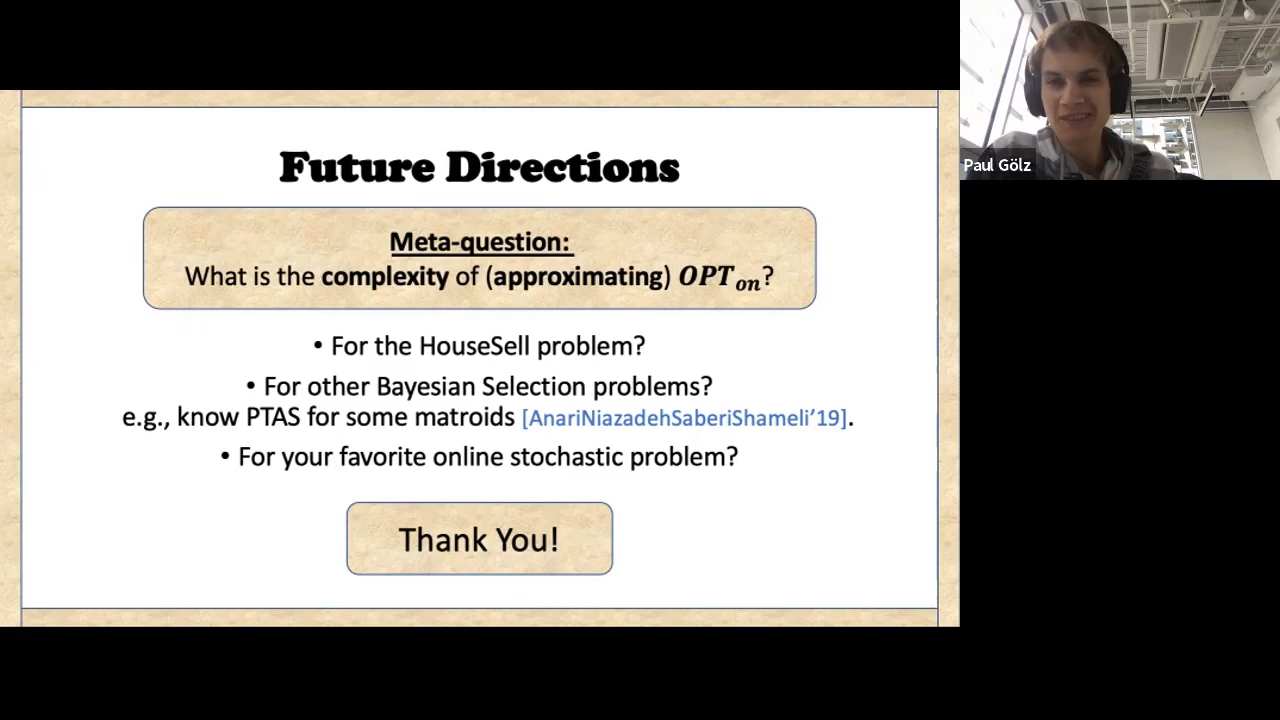 Future Directions
Meta-question:
What is the complexity of (approximating) OPT_on?
• For the HouseSell problem?
• For other Bayesian Selection problems?
e.g., know PTAS for some matroids [AnariNiazadehSaberiShameli’19].
• For your favorite online stochastic problem?
Thank You!
Paul Gölz